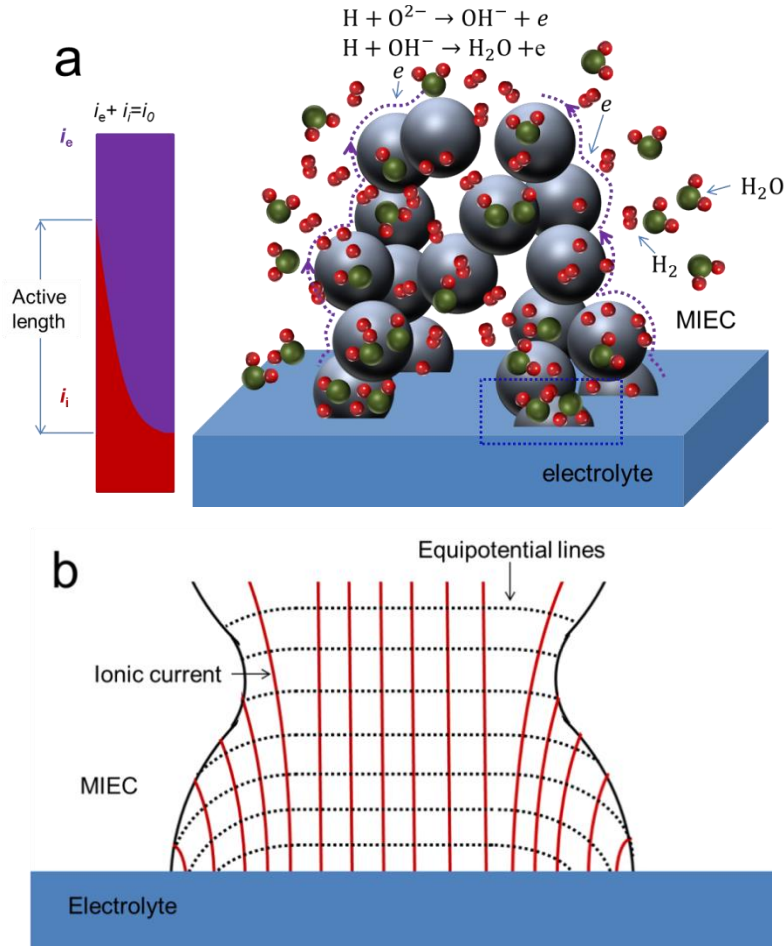 H + O²⁻ → OH⁻ + e
H + OH⁻ → H₂O +e
a
e
iₑ+ iᵢ=i₀
iₑ
e
H₂O
H₂
Active
length
MIEC
iᵢ
electrolyte
b
Equipotential lines
Ionic current
MIEC
Electrolyte